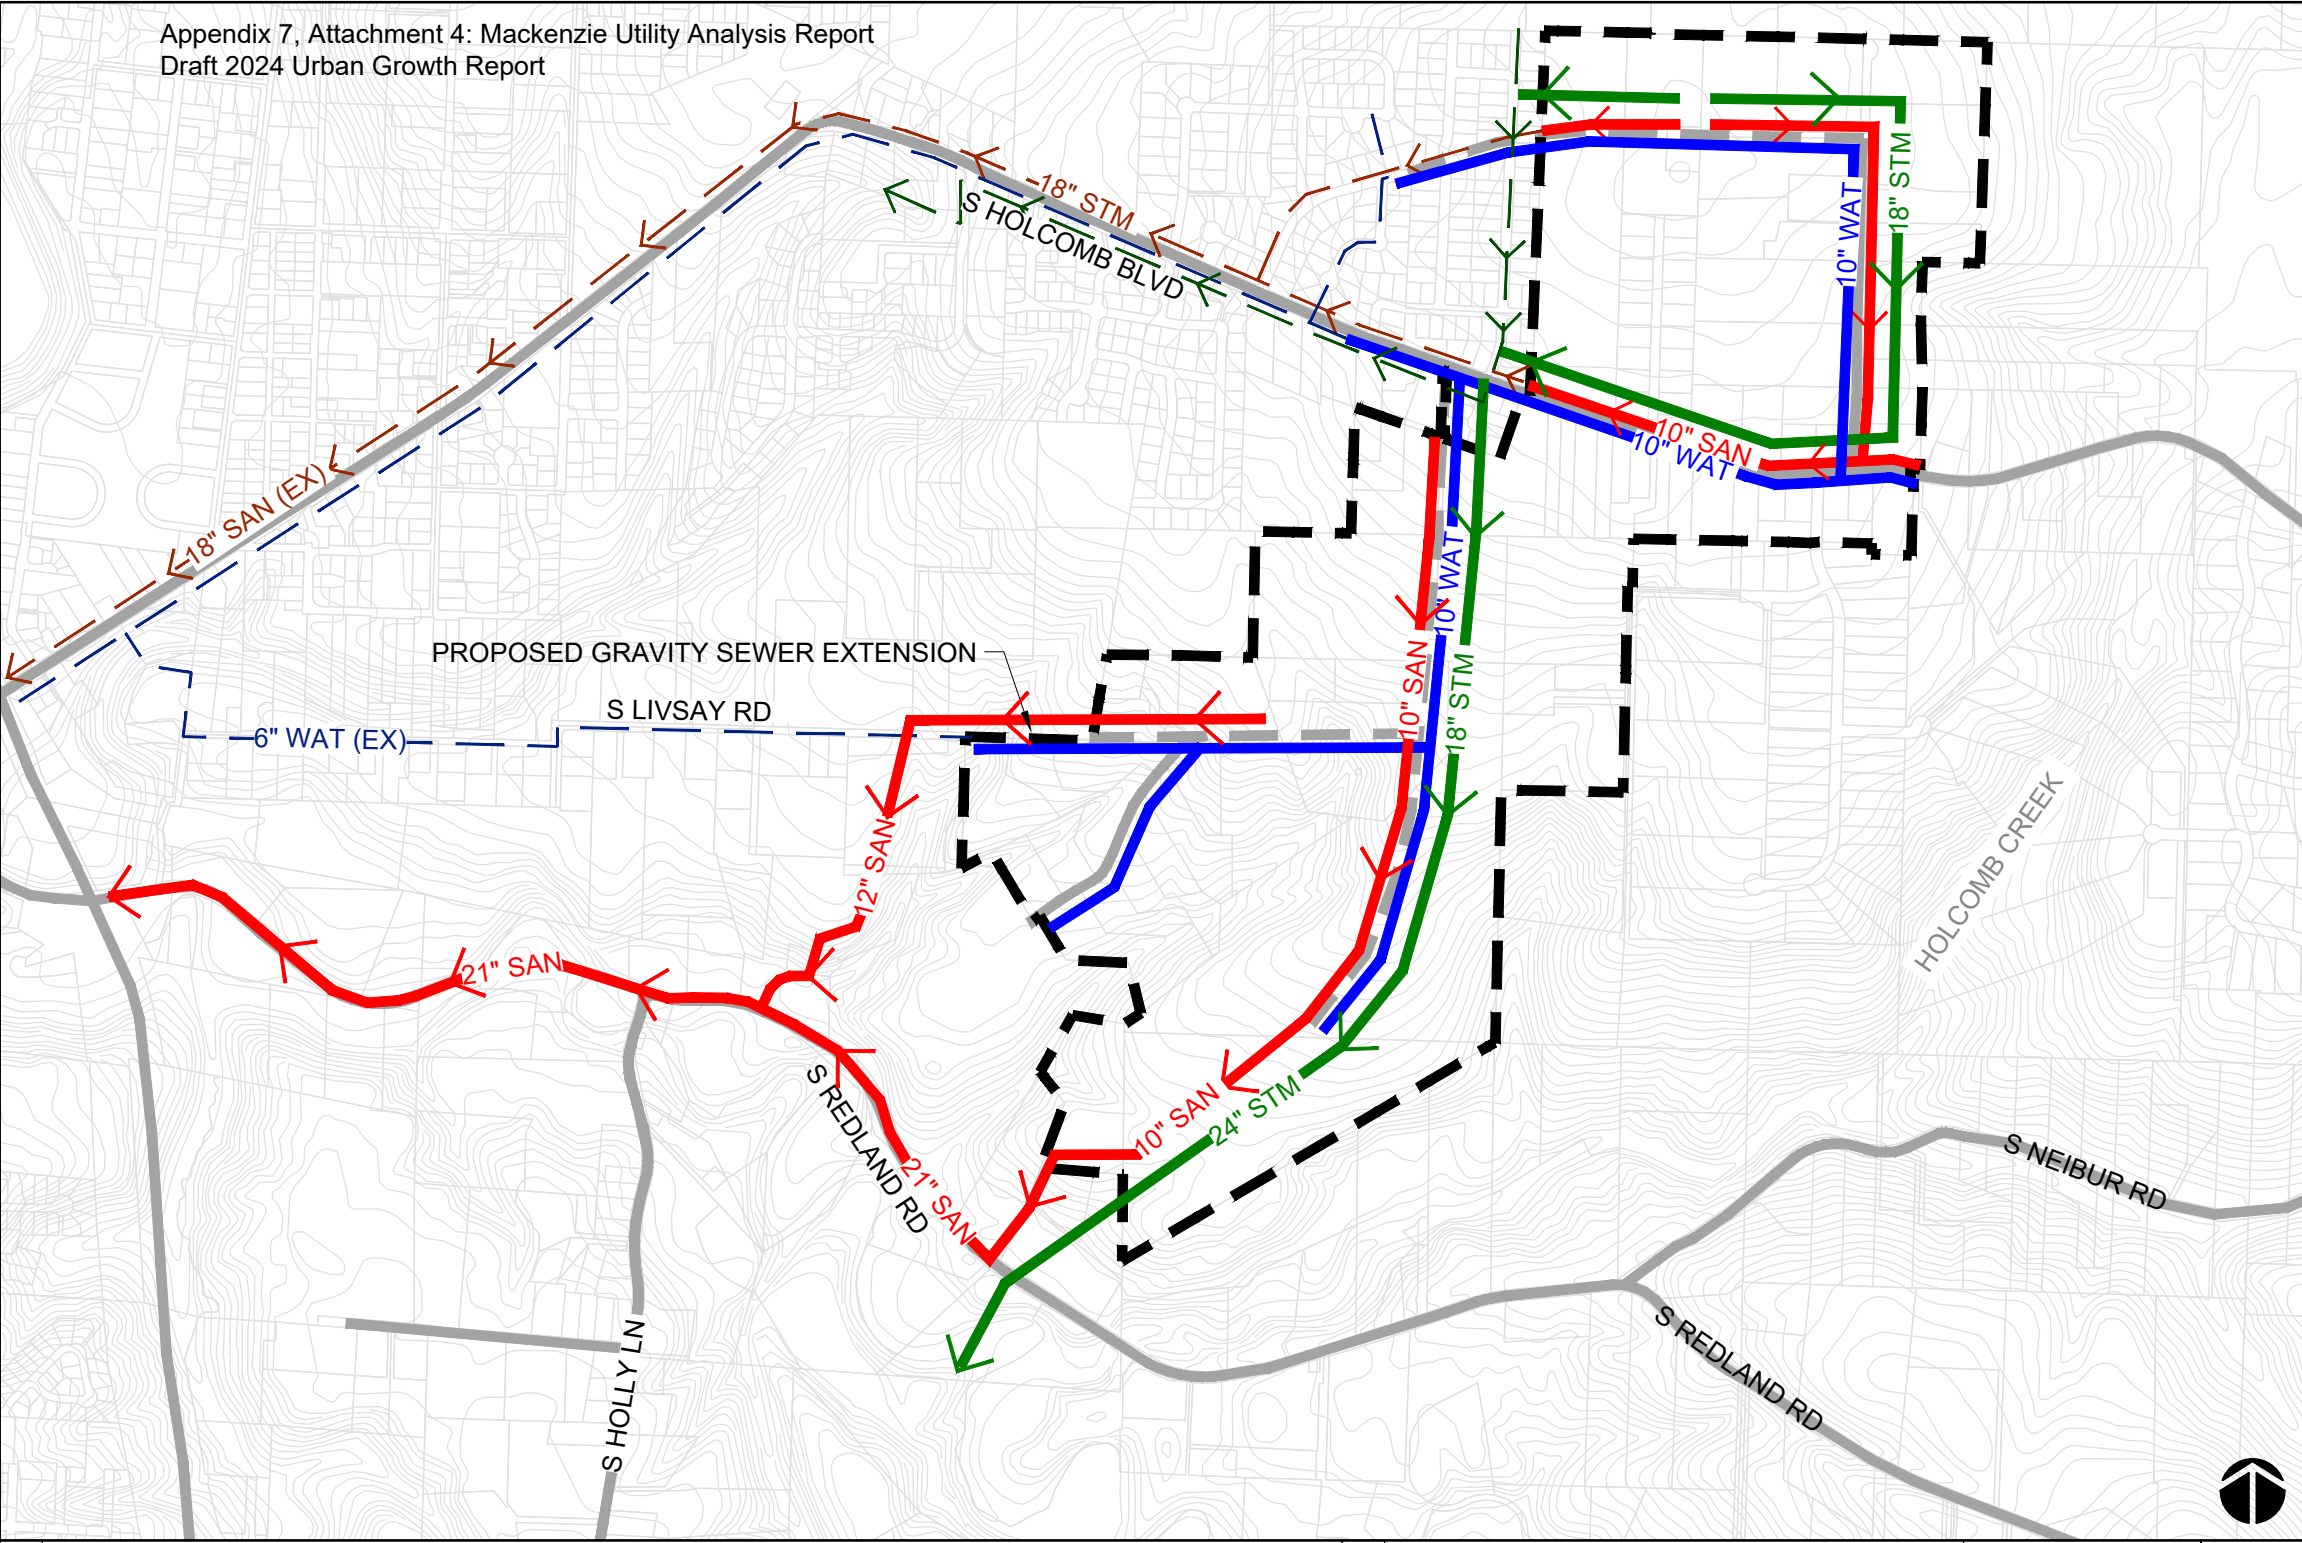 Appendix 7, Attachment 4: Mackenzie Utility Analysis Report
Draft 2024 Urban Growth Report
18" STM
S HOLCOMB BLVD
18" STM
10" WAT
10" SAN
10" WAT
18" SAN (EX)
10" WAT
PROPOSED GRAVITY SEWER EXTENSION
10" SAN
18" STM
S LIVSAY RD
6" WAT (EX)
12" SAN
HOLCOMB CREEK
21" SAN
S REDLAND RD
10" SAN
24" STM
21" SAN
S NEIBUR RD
S REDLAND RD
S HOLLY LN